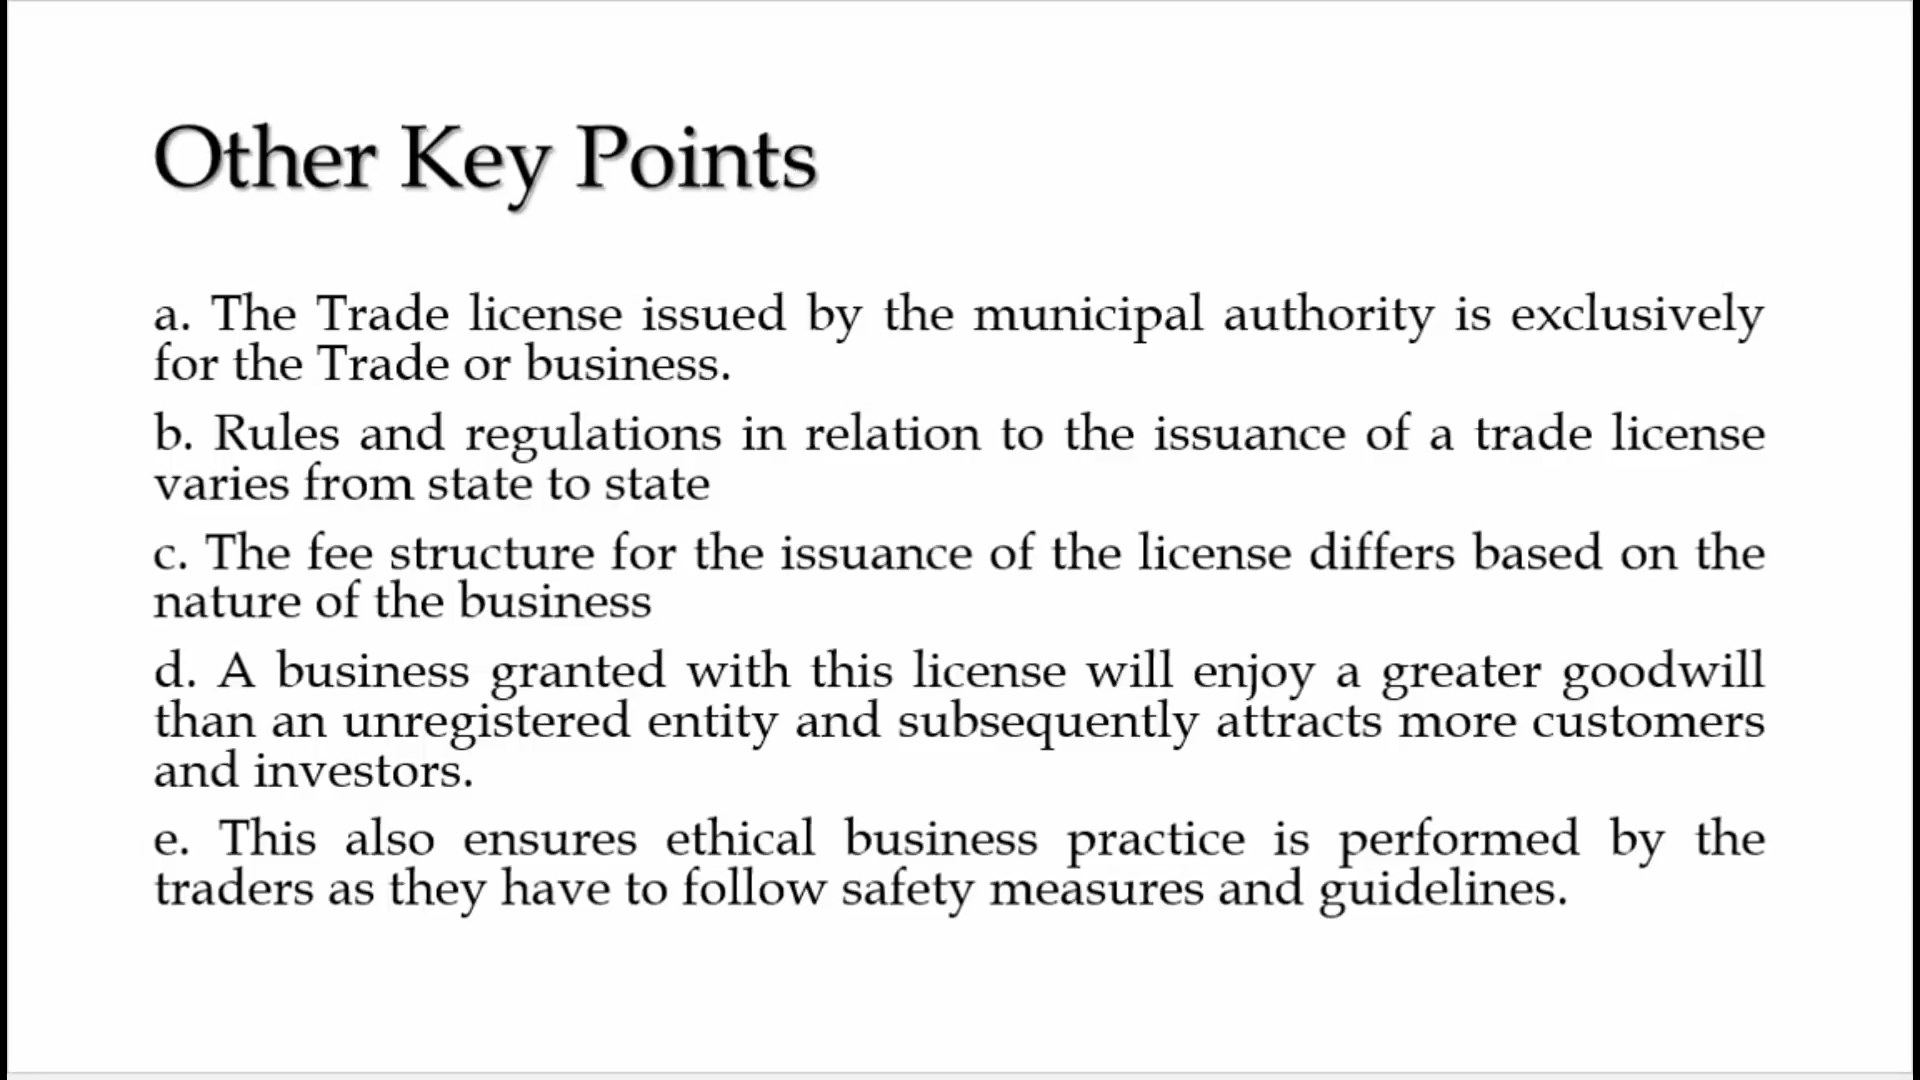 Other Key Points
a. The Trade license issued by the municipal authority is exclusively
for the Trade or business.
b. Rules and regulations in relation to the issuance of a trade license
varies from state to state
c. The fee structure for the issuance of the license differs based on the
nature of the business
d. A business granted with this license will enjoy a greater goodwill
than an unregistered entity and subsequently attracts more customers
and investors.
e. This also ensures ethical business practice is performed by the
traders as they have to follow safety measures and guidelines.